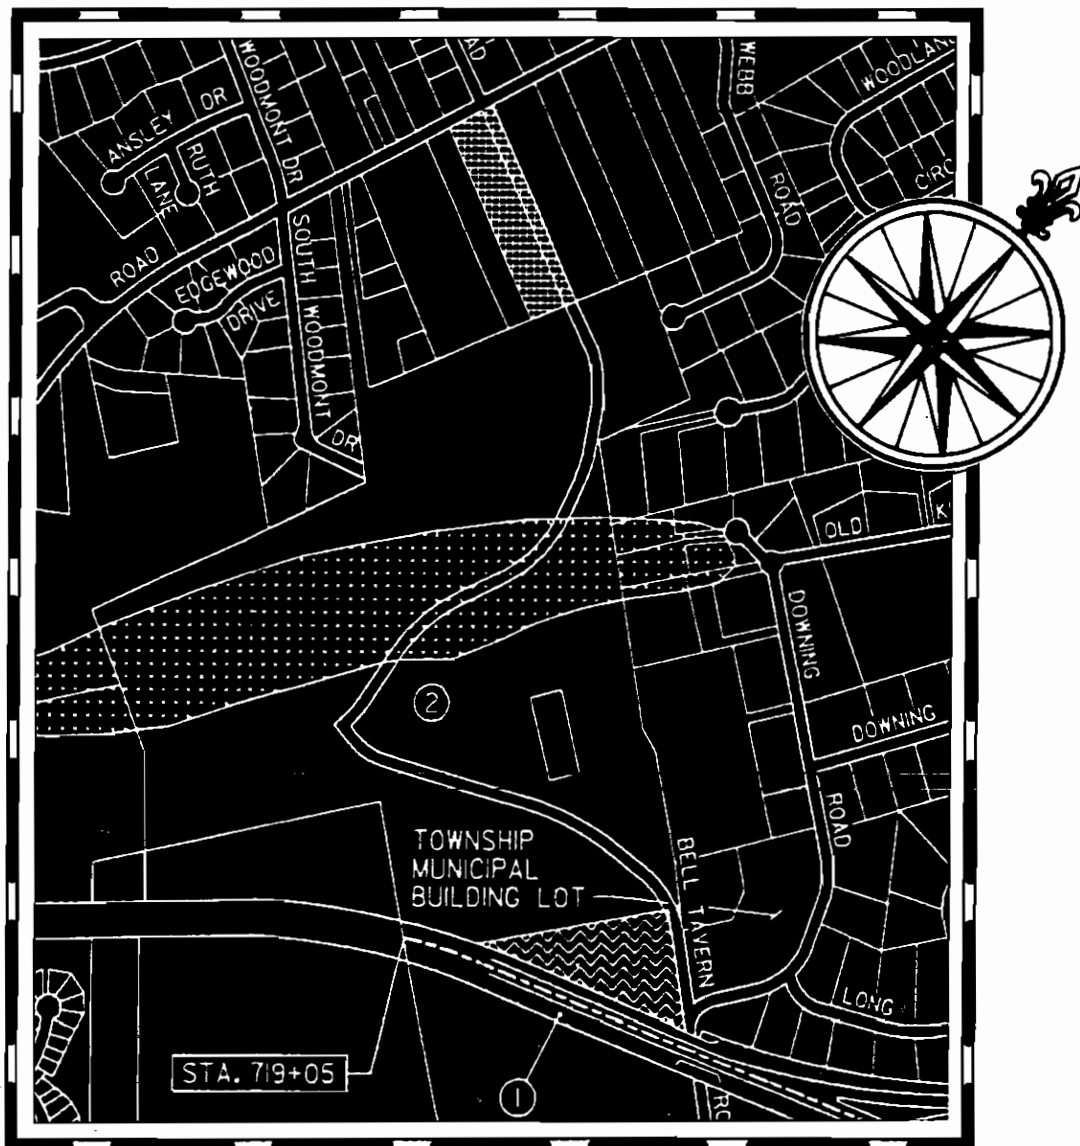 WOODMONT DR
AD
WEBB
ROAD
WOODLAN
CIRC
ANSLEY DR
RUTH
LANE
ROAD
EDGEWOOD
DRIVE
SOUTH WOODMONT
DR
OLD
K
DOWNING
ROAD
DOWNING
2
TOWNSHIP
MUNICIPAL
BUILDING LOT
BELL TAVERN
LONG
STA. 719+05
1